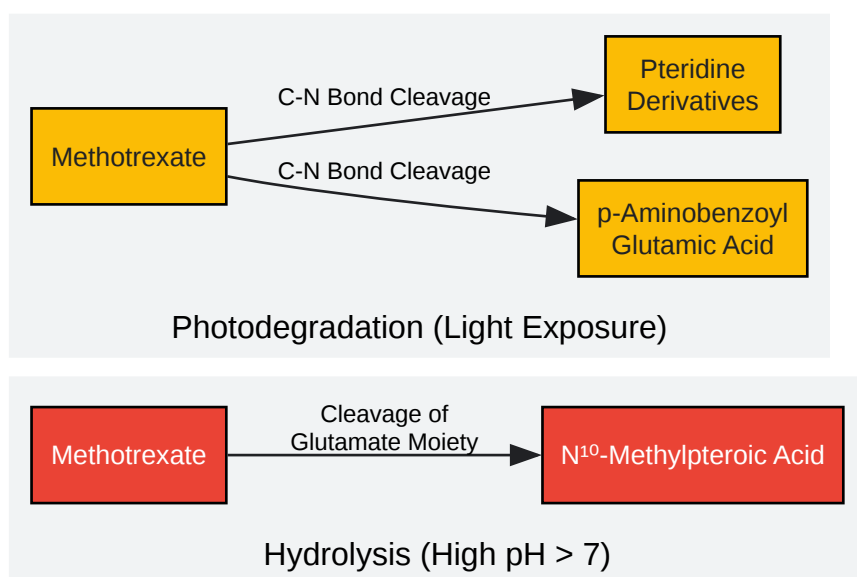 C-N Bond Cleavage
Pteridine
Derivatives
Methotrexate
C-N Bond Cleavage
p-Aminobenzoyl
Glutamic Acid
Photodegradation (Light Exposure)
Cleavage of
Glutamate Moiety
Methotrexate
N¹⁰-Methylpteroic Acid
Hydrolysis (High pH > 7)